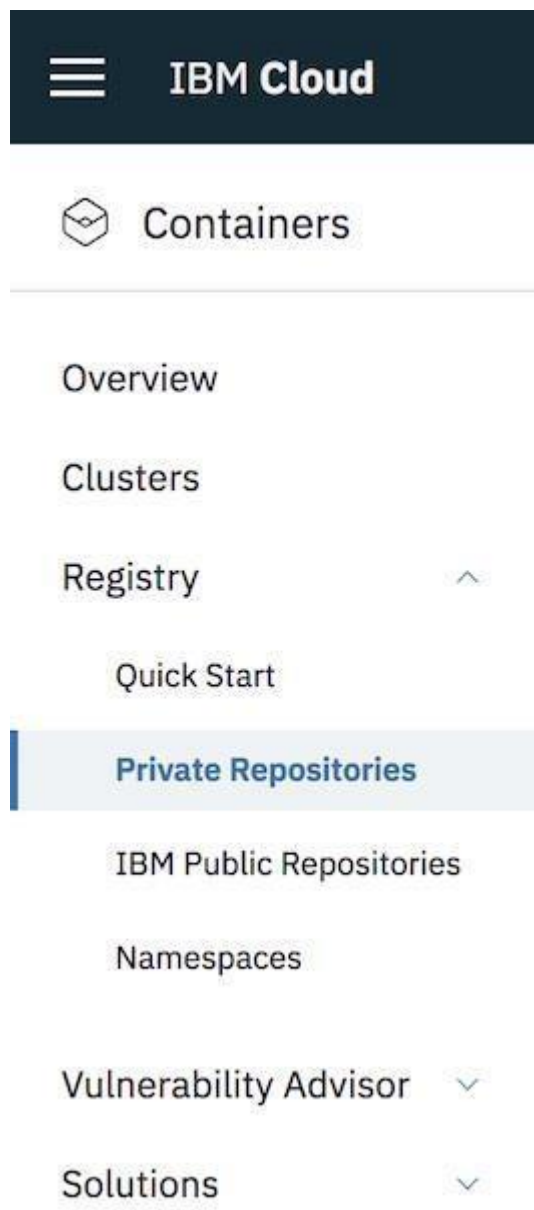 IBM Cloud
Containers
Overview
Clusters
Registry
Quick Start
Private Repositories
IBM Public Repositories
Namespaces
Vulnerability Advisor
Solutions